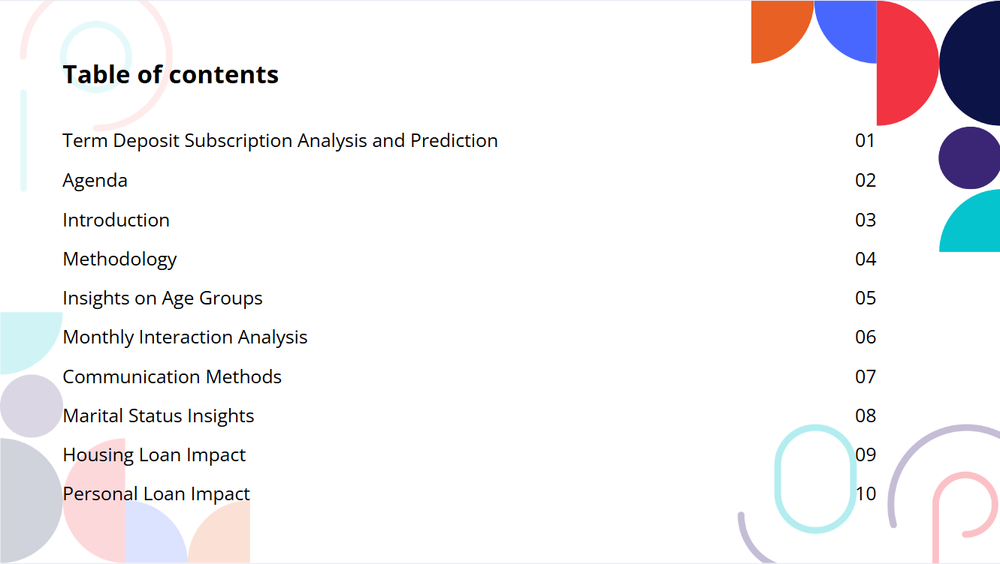 Table of contents
Term Deposit Subscription Analysis and Prediction 01
Agenda 02
Introduction 03
Methodology 04
Insights on Age Groups 05
Monthly Interaction Analysis 06
Communication Methods 07
Marital Status Insights 08
Housing Loan Impact 09
Personal Loan Impact 10